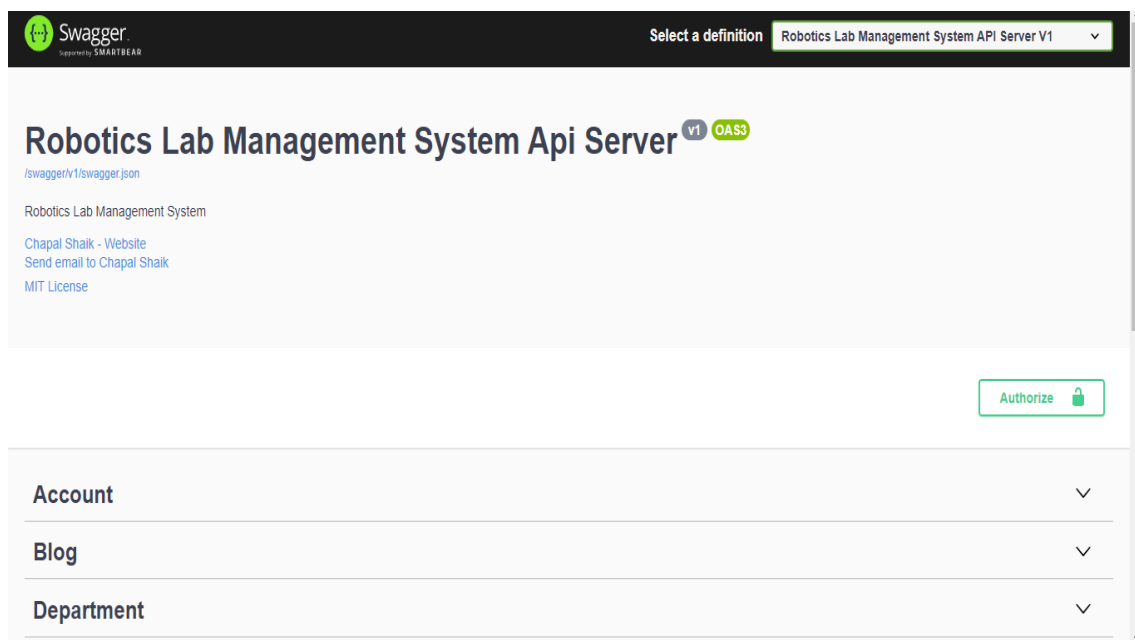 {···} Swagger.
Supported by SMARTBEAR
Select a definition Robotics Lab Management System API Server V1
Robotics Lab Management System Api Server v1 OAS3
/swagger/v1/swagger.json
Robotics Lab Management System
Chapal Shaik - Website
Send email to Chapal Shaik
MIT License
Authorize
Account
Blog
Department